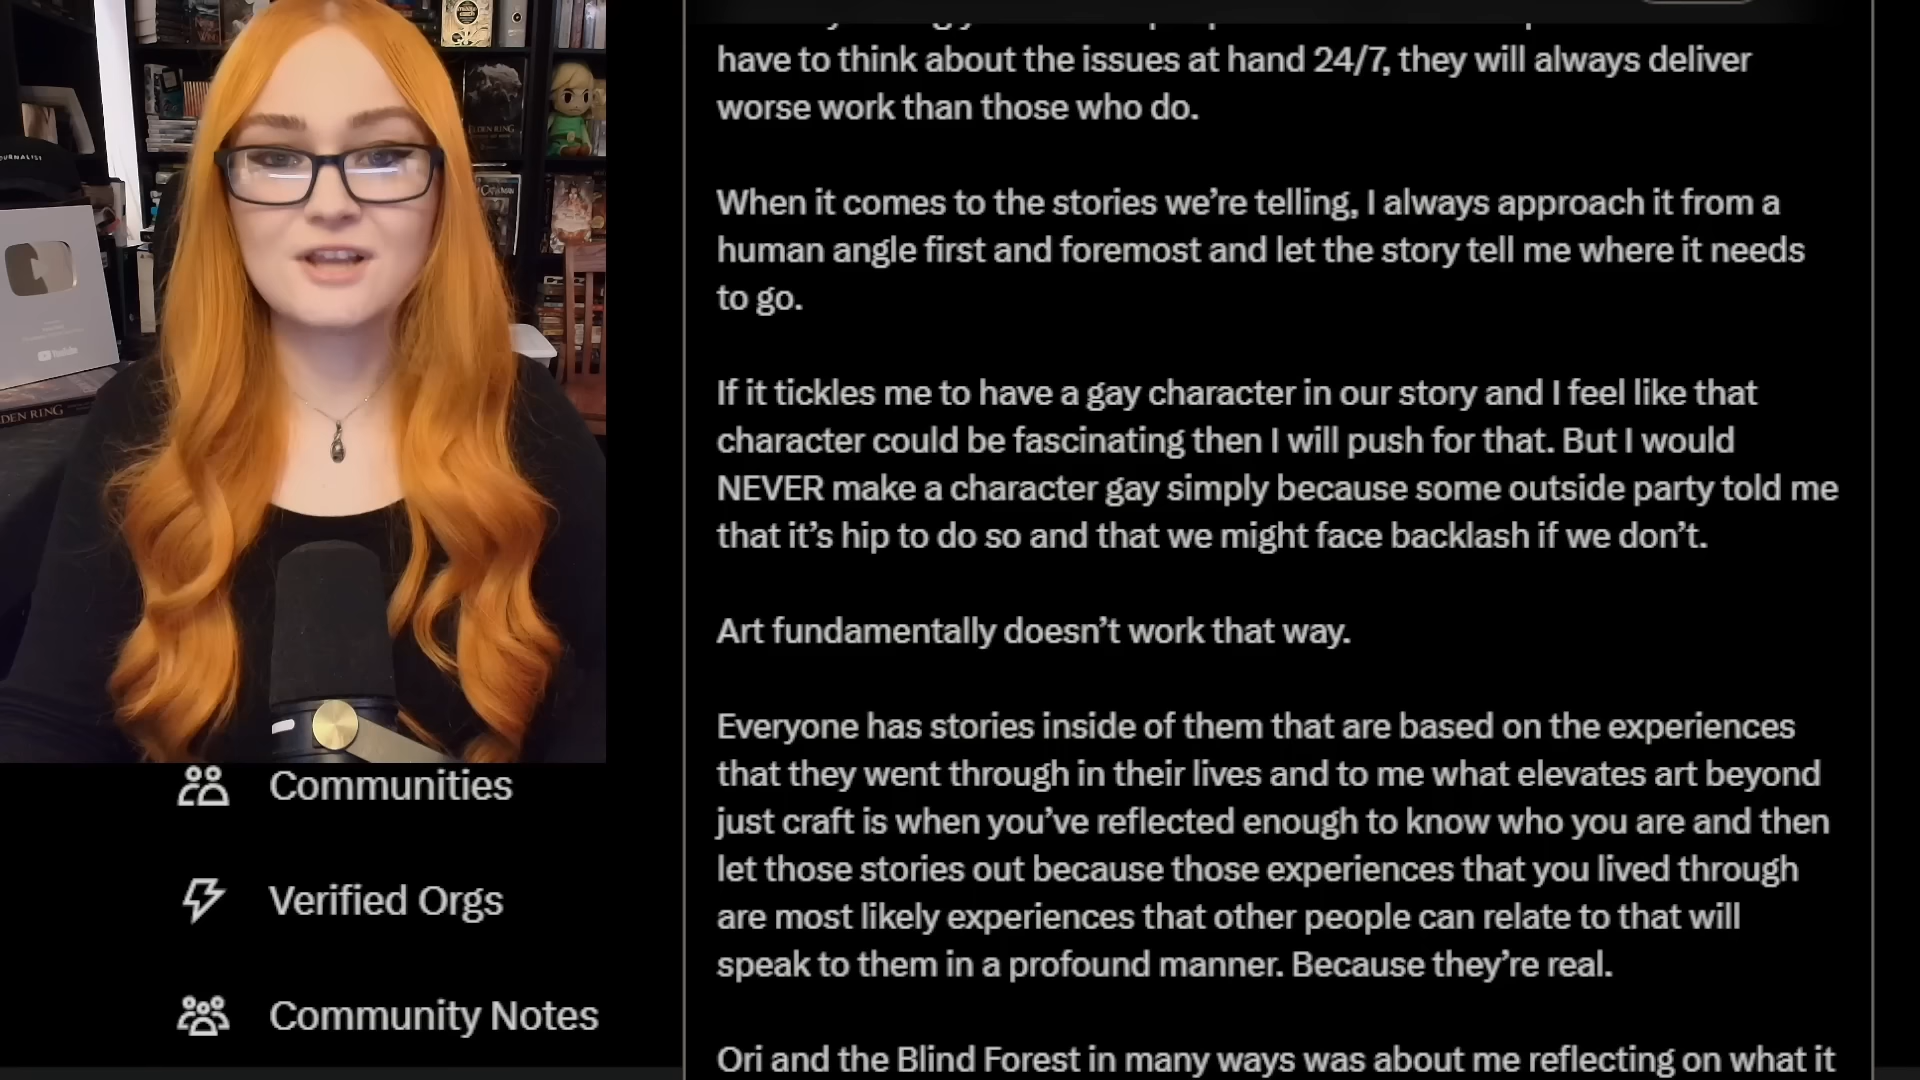 have to think about the issues at hand 24/7, they will always deliver
worse work than those who do.
When it comes to the stories we’re telling, I always approach it from a
human angle first and foremost and let the story tell me where it needs
to go.
If it tickles me to have a gay character in our story and I feel like that
character could be fascinating then I will push for that. But I would
NEVER make a character gay simply because some outside party told me
that it’s hip to do so and that we might face backlash if we don’t.
Art fundamentally doesn’t work that way.
Everyone has stories inside of them that are based on the experiences
that they went through in their lives and to me what elevates art beyond
just craft is when you’ve reflected enough to know who you are and then
let those stories out because those experiences that you lived through
are most likely experiences that other people can relate to that will
speak to them in a profound manner. Because they’re real.
Ori and the Blind Forest in many ways was about me reflecting on what it
Communities
Verified Orgs
Community Notes
ELDEN RING
YouTube